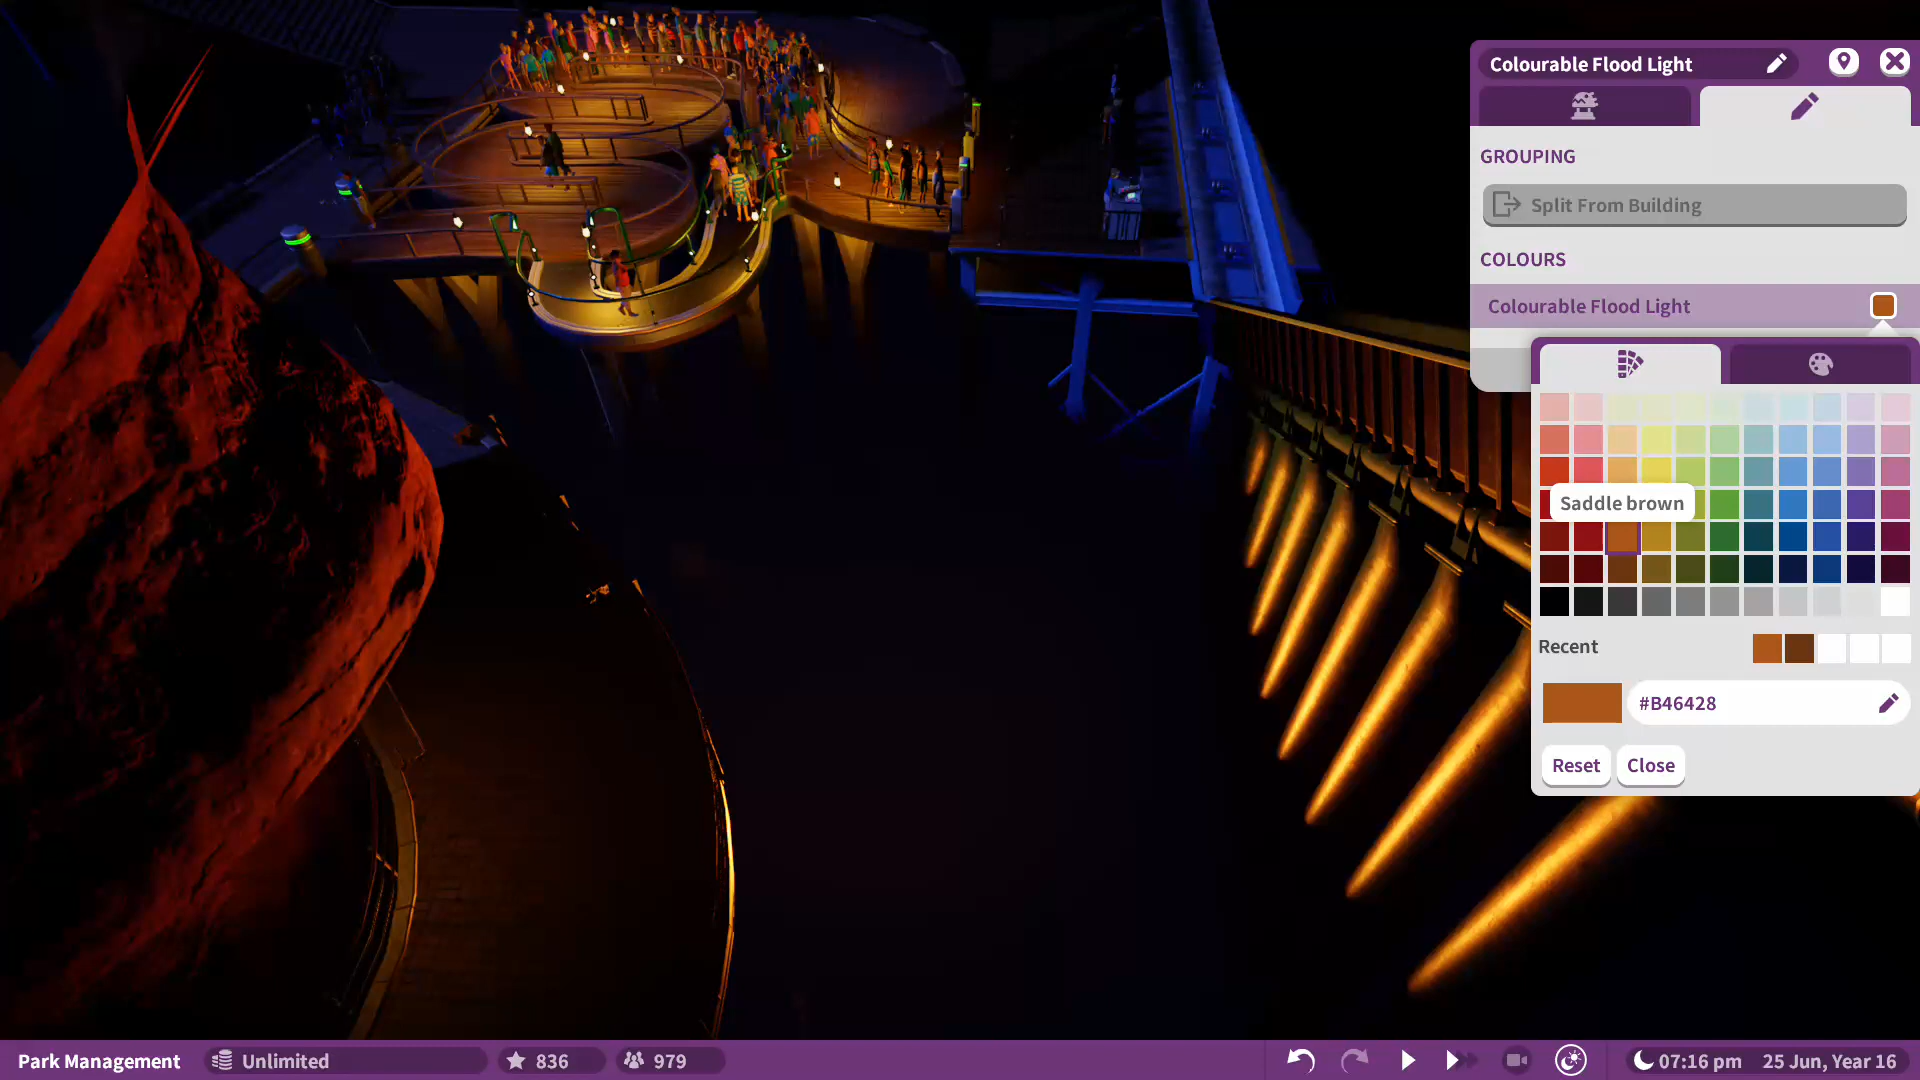 Colourable Flood Light
GROUPING
Split From Building
COLOURS
Colourable Flood Light
Saddle brown
Recent
#B46428
Reset
Close
Park Management
Unlimited
836
979
07:16 pm
25 Jun, Year 16